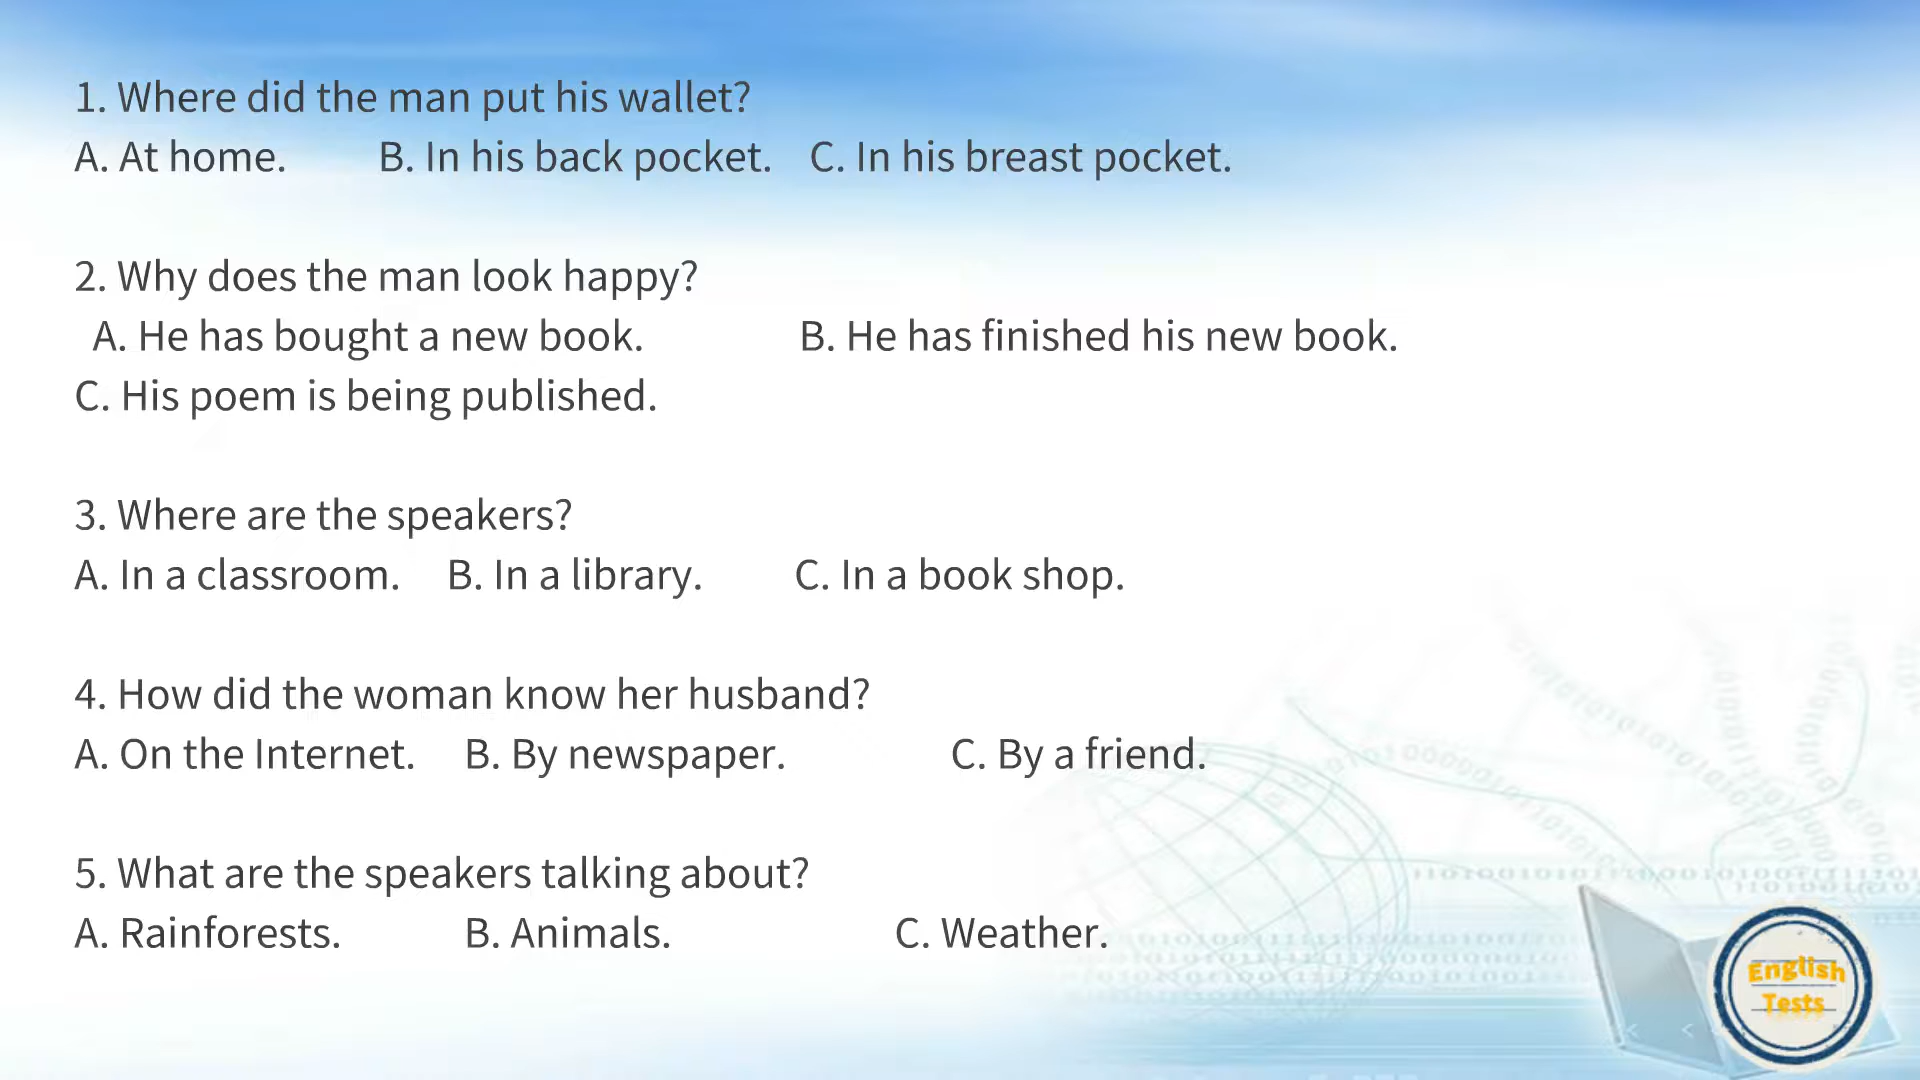 1. Where did the man put his wallet?
A. At home. B. In his back pocket. C. In his breast pocket.
2. Why does the man look happy?
A. He has bought a new book. B. He has finished his new book.
C. His poem is being published.
3. Where are the speakers?
A. In a classroom. B. In a library. C. In a book shop.
4. How did the woman know her husband?
A. On the Internet. B. By newspaper. C. By a friend.
5. What are the speakers talking about?
A. Rainforests. B. Animals. C. Weather.
English
Tests